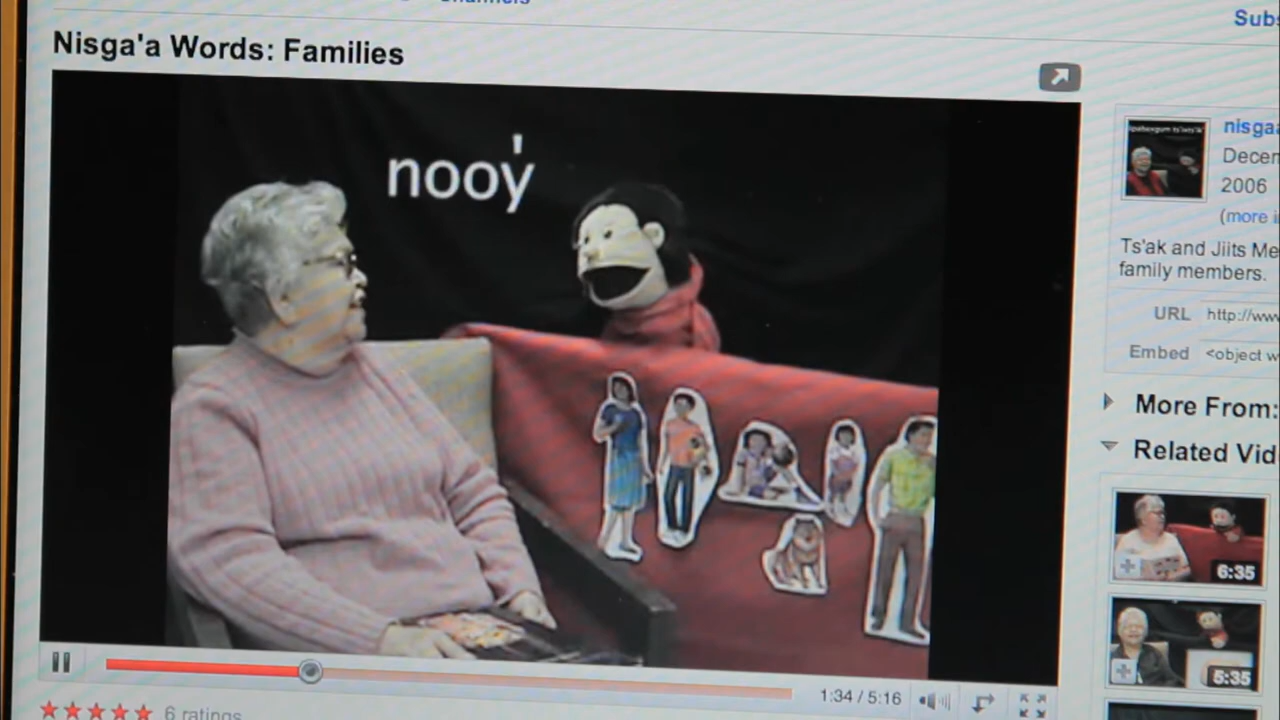 Channels
Subs
Nisga'a Words: Families
nooy̓
nisga
Decem
2006
(more i
Ts'ak and Jiits Me
family members.
URL http://www
Embed <object w
More From:
Related Vid
6:35
5:35
1:34 / 5:16
6 ratings